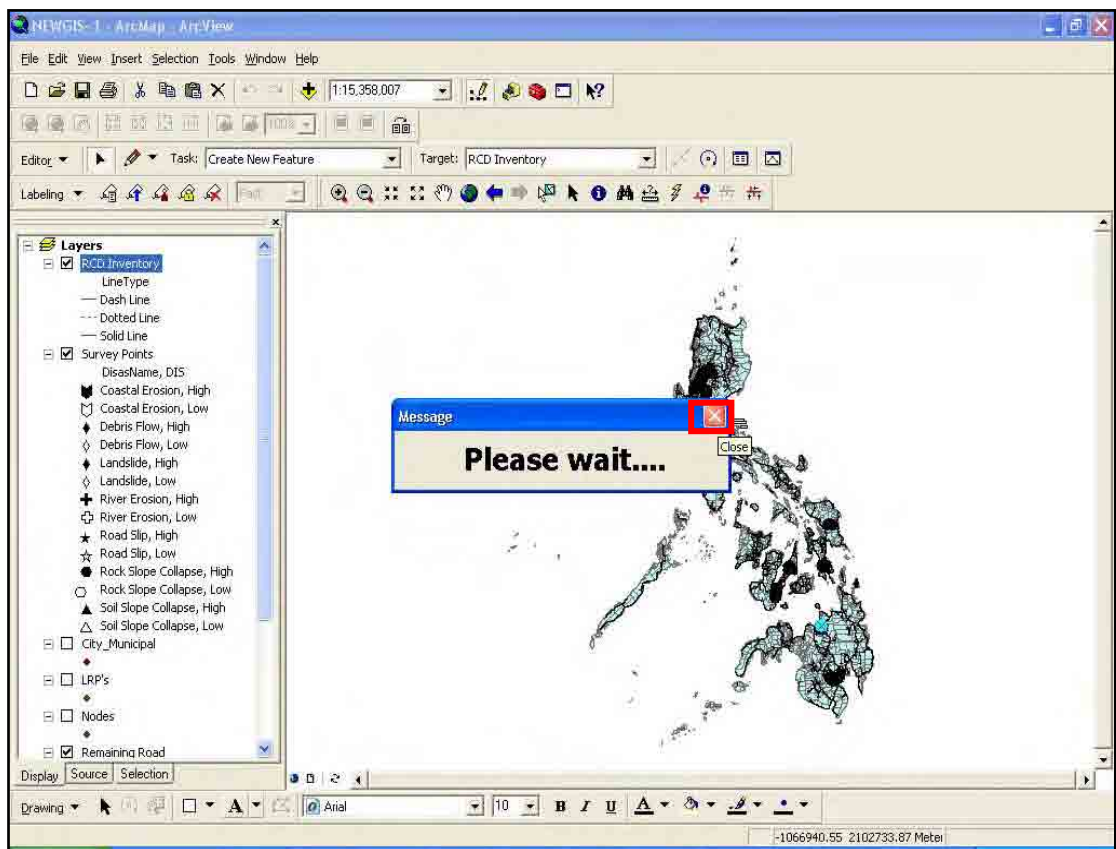 NEWGIS-1 - ArcMap - ArcView
File Edit View Insert Selection Tools Window Help
1:15,358,007
100%
Editor Task: Create New Feature Target: RCD Inventory
Labeling Fast
Layers
RCD Inventory
LineType
Dash Line
Dotted Line
Solid Line
Survey Points
DisasName, DIS
Coastal Erosion, High
Coastal Erosion, Low
Debris Flow, High
Debris Flow, Low
Landslide, High
Landslide, Low
River Erosion, High
River Erosion, Low
Road Slip, High
Road Slip, Low
Rock Slope Collapse, High
Rock Slope Collapse, Low
Soil Slope Collapse, High
Soil Slope Collapse, Low
City_Municipal
LRP's
Nodes
Remaining Road
Message
Close
Please wait....
Display Source Selection
Drawing A Arial 10 B I U A
-1066940.55 2102733.87 Meter